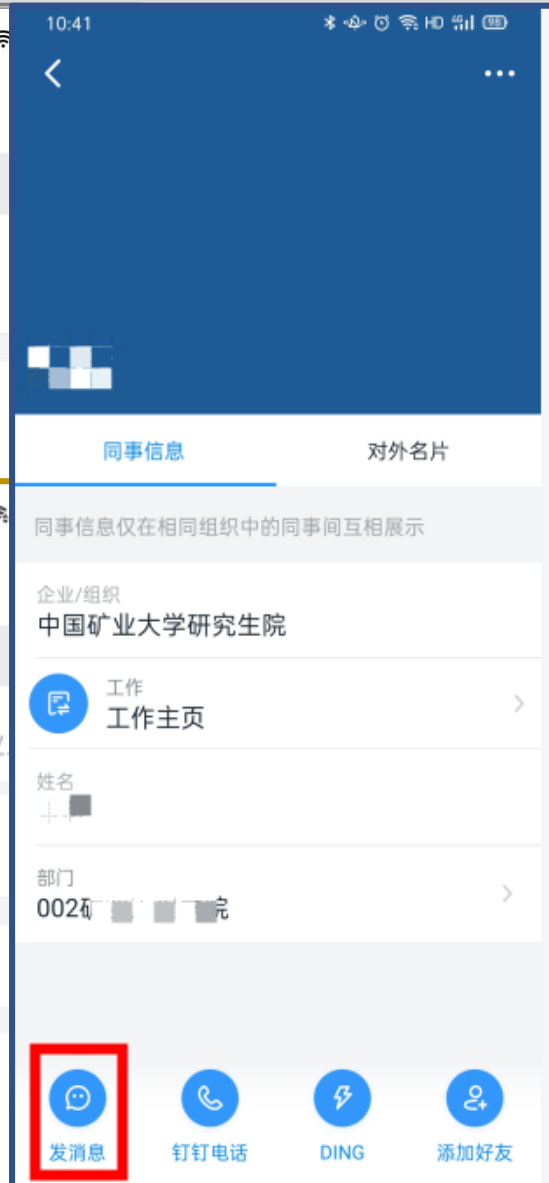 10:41
HD 98
同事信息 对外名片
同事信息仅在相同组织中的同事间互相展示
企业/组织
中国矿业大学研究生院
工作
工作主页
姓名
部门
002
发消息 钉钉电话 DING 添加好友